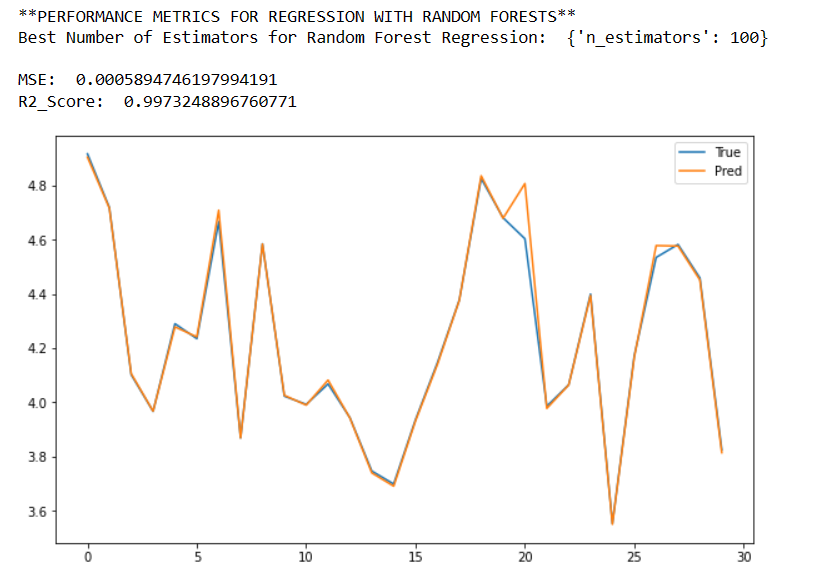 **PERFORMANCE METRICS FOR REGRESSION WITH RANDOM FORESTS**
Best Number of Estimators for Random Forest Regression:  {'n_estimators': 100}
MSE:  0.0005894746197994191
R2_Score:  0.9973248896760771
True
Pred
4.8
4.6
4.4
4.2
4.0
3.8
3.6
0 5 10 15 20 25 30